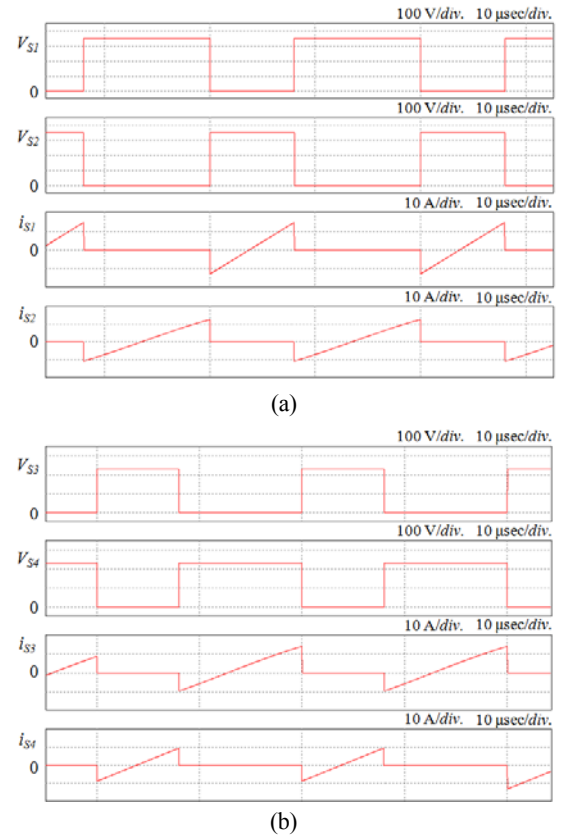 100 V/div. 10 μsec/div.
VS1
0
100 V/div. 10 μsec/div.
VS2
0
10 A/div. 10 μsec/div.
iS1
0
10 A/div. 10 μsec/div.
iS2
0
(a)
100 V/div. 10 μsec/div.
VS3
0
100 V/div. 10 μsec/div.
VS4
0
10 A/div. 10 μsec/div.
iS3
0
10 A/div. 10 μsec/div.
iS4
0
(b)